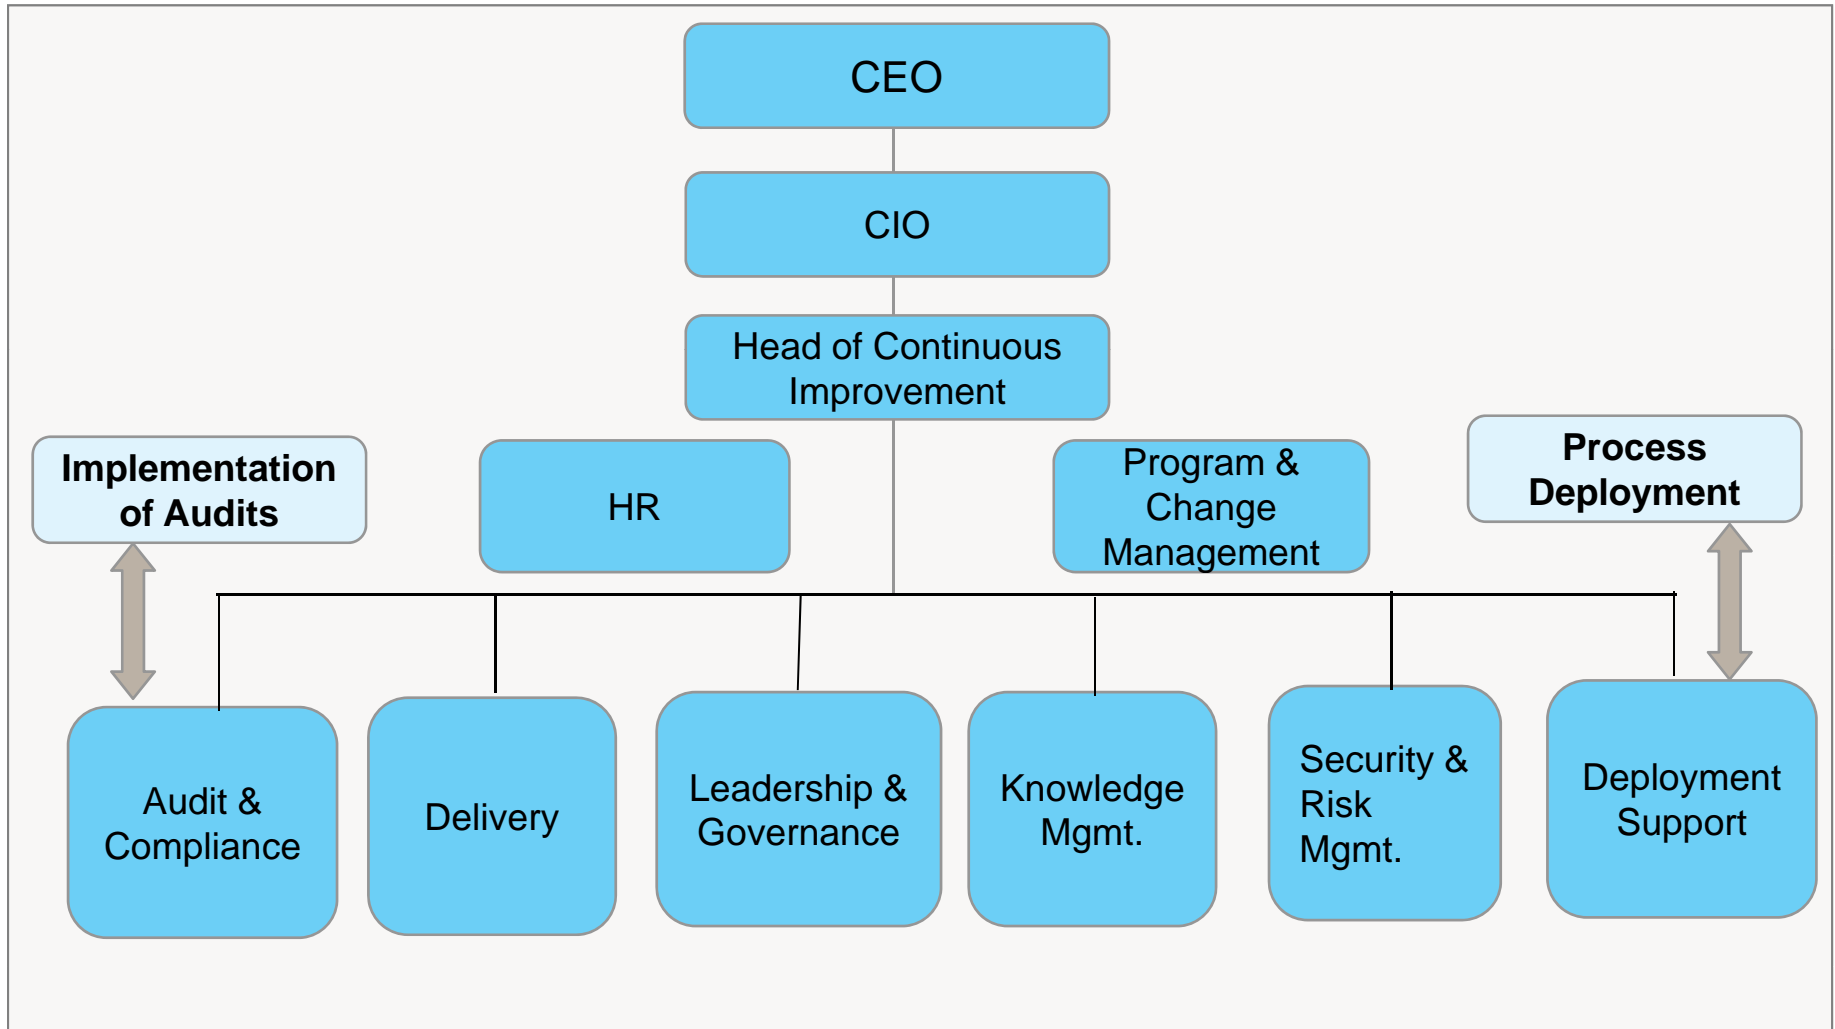 CEO
CIO
Head of Continuous
Improvement
Implementation
of Audits
HR
Program &
Change
Management
Process
Deployment
Audit &
Compliance
Delivery
Leadership &
Governance
Knowledge
Mgmt.
Security &
Risk
Mgmt.
Deployment
Support